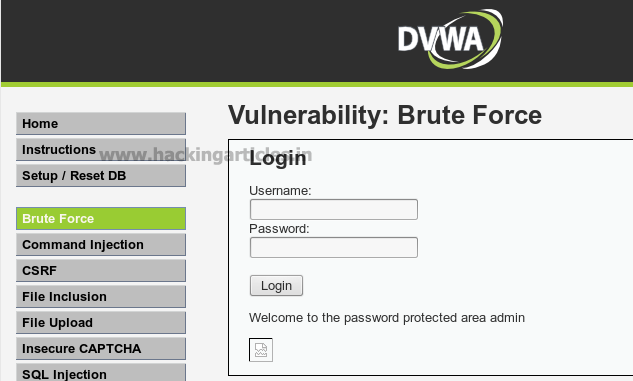 DVWA
Vulnerability: Brute Force
Home
Instructions
Setup / Reset DB
Brute Force
Command Injection
CSRF
File Inclusion
File Upload
Insecure CAPTCHA
SQL Injection
www.hackingarticles.in
Login
Username:
Password:
Login
Welcome to the password protected area admin